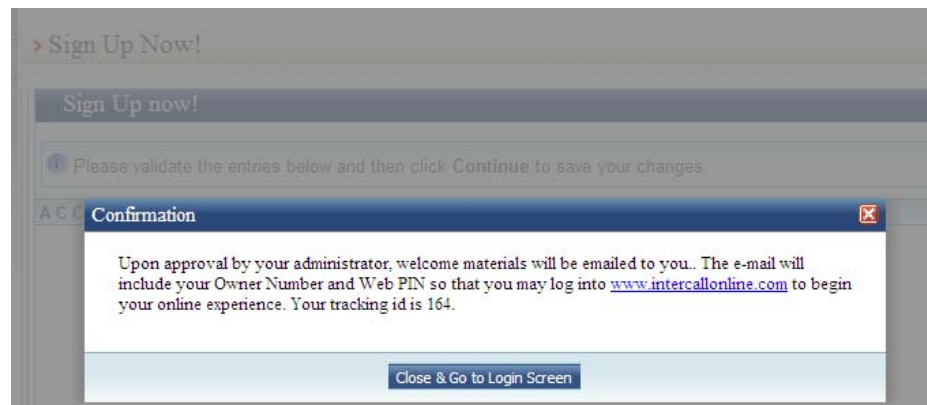 Sign Up Now!
Sign Up now!
Please validate the entries below and then click Continue to save your changes.
A C C
Confirmation
Upon approval by your administrator, welcome materials will be emailed to you.. The e-mail will
include your Owner Number and Web PIN so that you may log into www.intercallonline.com to begin
your online experience. Your tracking id is 164.
Close & Go to Login Screen